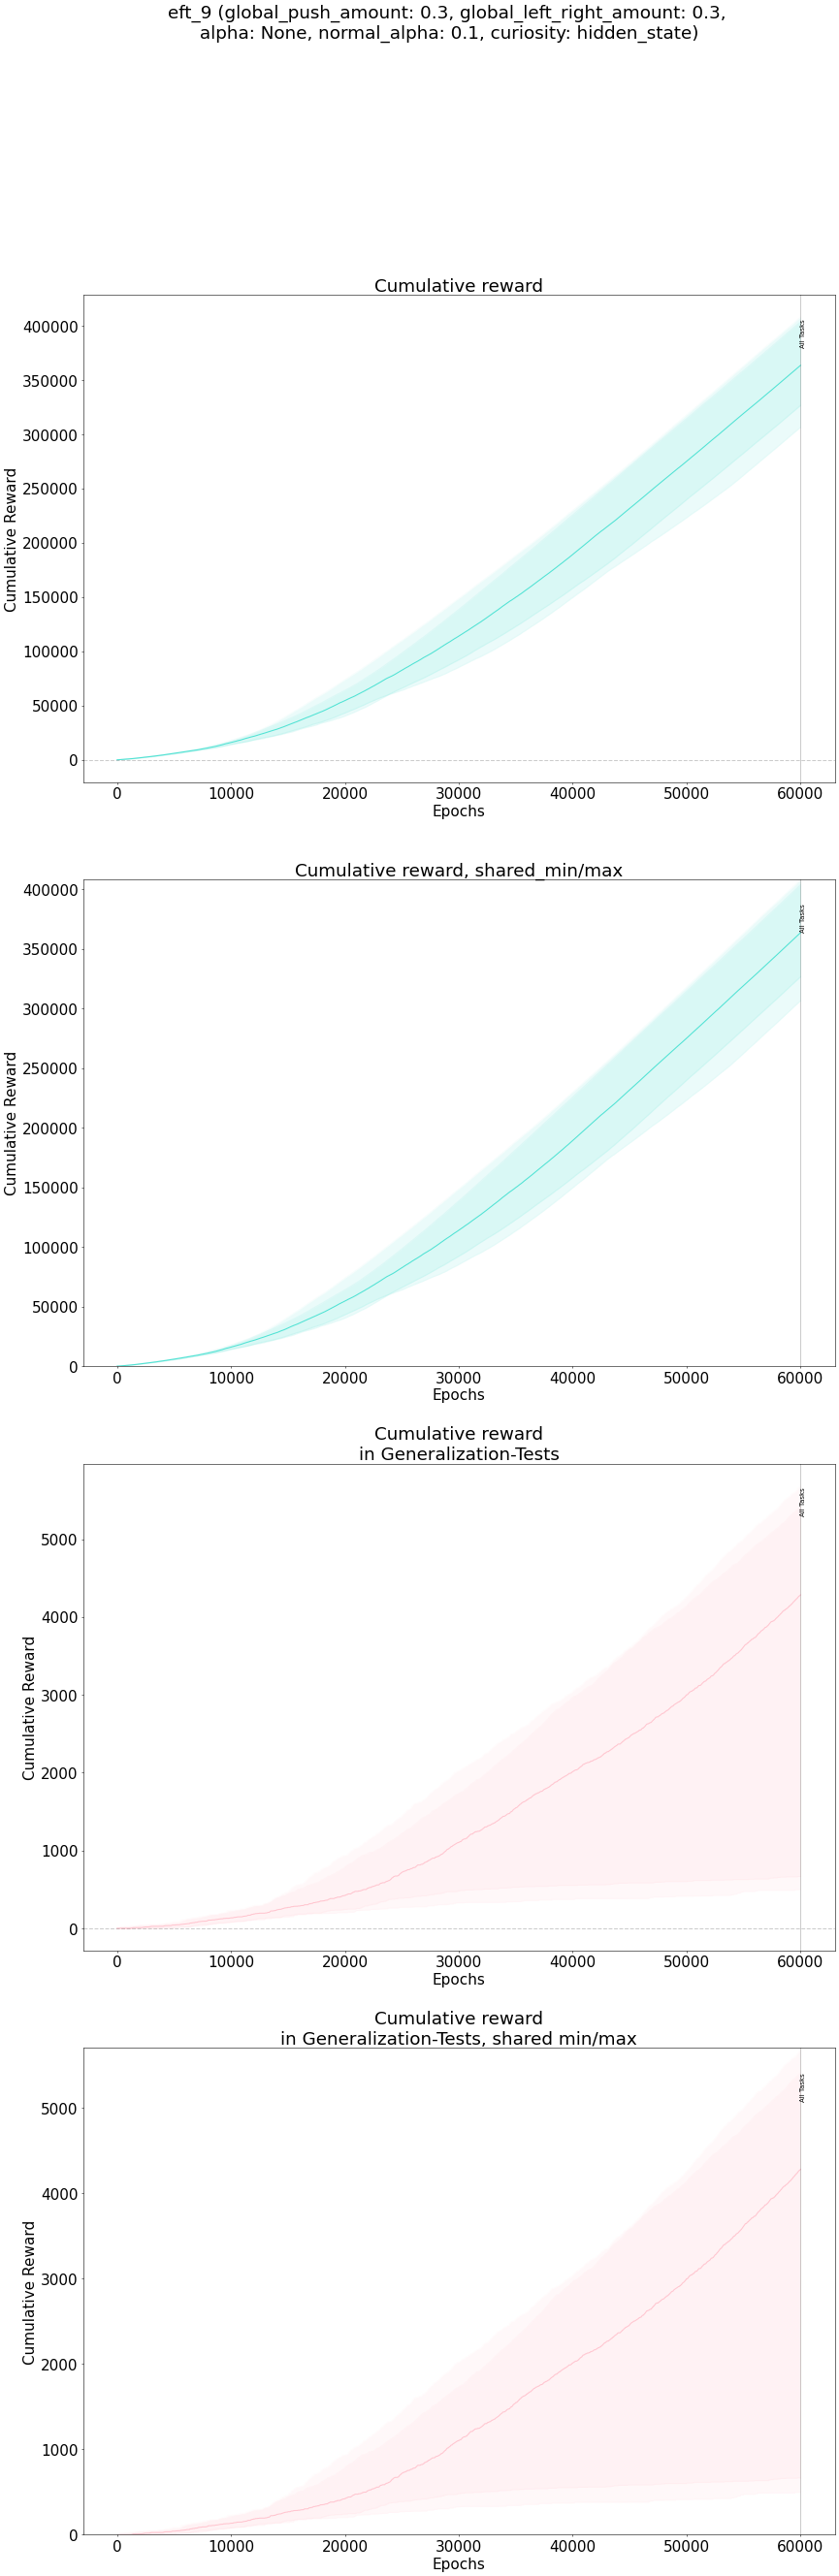 eft_9 (global_push_amount: 0.3, global_left_right_amount: 0.3,
alpha: None, normal_alpha: 0.1, curiosity: hidden_state)
Cumulative reward
400000
350000
300000
250000
200000
150000
100000
50000
0
Cumulative Reward
All Tasks
0 10000 20000 30000 40000 50000 60000
Epochs
Cumulative reward, shared_min/max
400000
350000
300000
250000
200000
150000
100000
50000
0
Cumulative Reward
All Tasks
0 10000 20000 30000 40000 50000 60000
Epochs
Cumulative reward
in Generalization-Tests
5000
4000
3000
2000
1000
0
Cumulative Reward
All Tasks
0 10000 20000 30000 40000 50000 60000
Epochs
Cumulative reward
in Generalization-Tests, shared min/max
5000
4000
3000
2000
1000
0
Cumulative Reward
All Tasks
0 10000 20000 30000 40000 50000 60000
Epochs